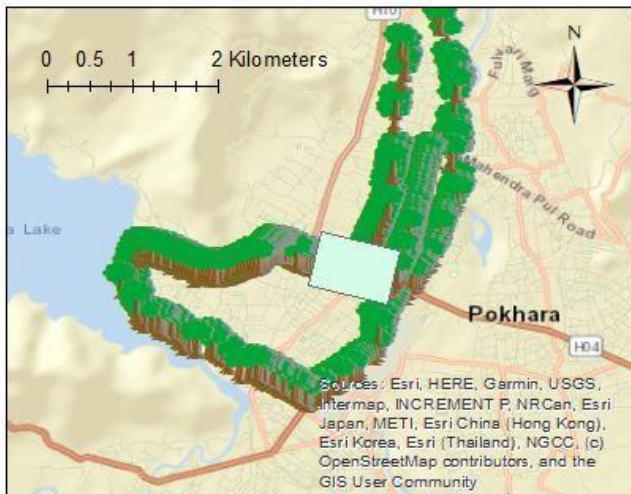 H10
N
0 0.5 1 2 Kilometers
Fulvari Marg
Mahendra Pul Road
a Lake
Pokhara
H04
Sources: Esri, HERE, Garmin, USGS,
Intermap, INCREMENT P, NRCan, Esri
Japan, METI, Esri China (Hong Kong),
Esri Korea, Esri (Thailand), NGCC, (c)
OpenStreetMap contributors, and the
GIS User Community